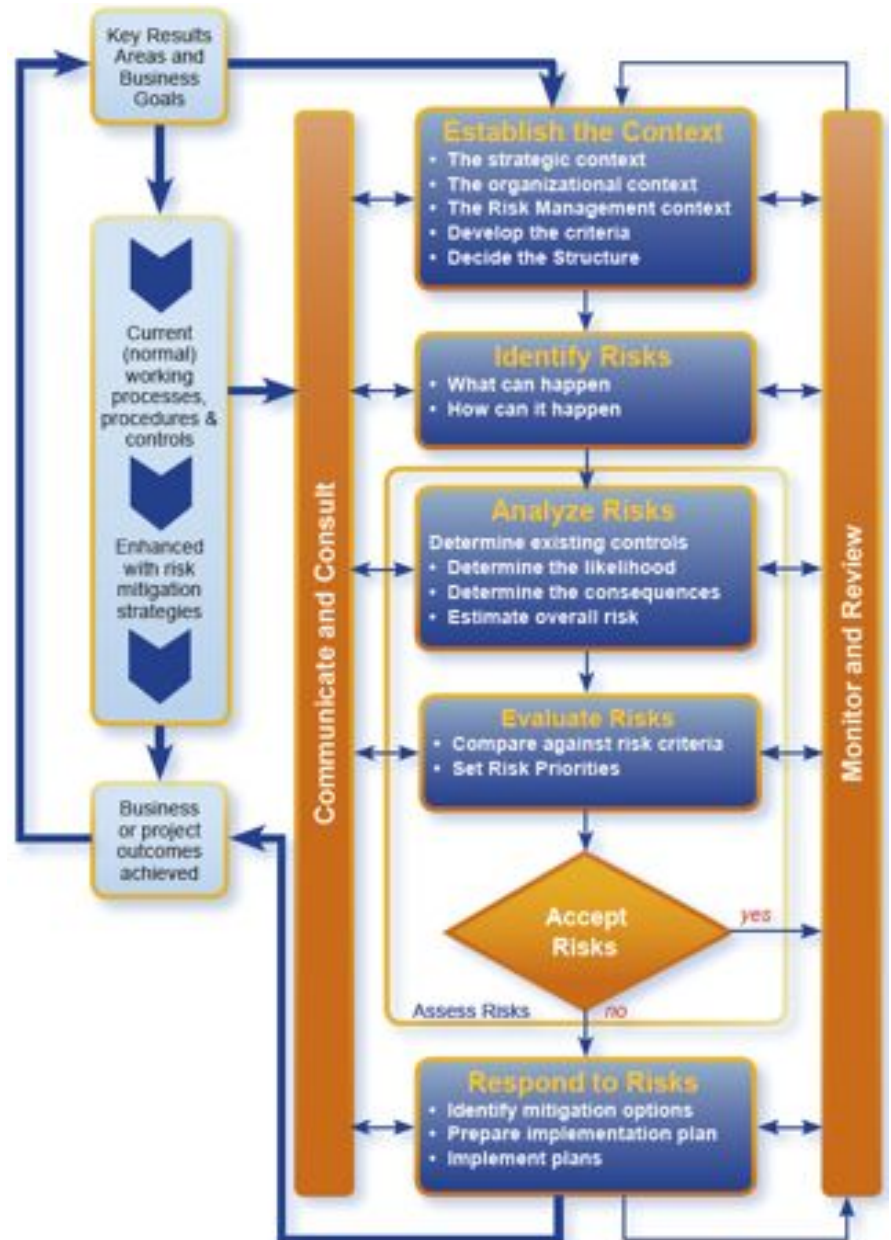 Key Results
Areas and
Business
Goals
Current
(normal)
working
processes,
procedures &
controls
Enhanced
with risk
mitigation
strategies
Business
or project
outcomes
achieved
Communicate and Consult
Establish the Context
• The strategic context
• The organizational context
• The Risk Management context
• Develop the criteria
• Decide the Structure
Identify Risks
• What can happen
• How can it happen
Analyze Risks
Determine existing controls
• Determine the likelihood
• Determine the consequences
• Estimate overall risk
Evaluate Risks
• Compare against risk criteria
• Set Risk Priorities
Accept
Risks
yes
Assess Risks
no
Respond to Risks
• Identify mitigation options
• Prepare implementation plan
• Implement plans
Monitor and Review